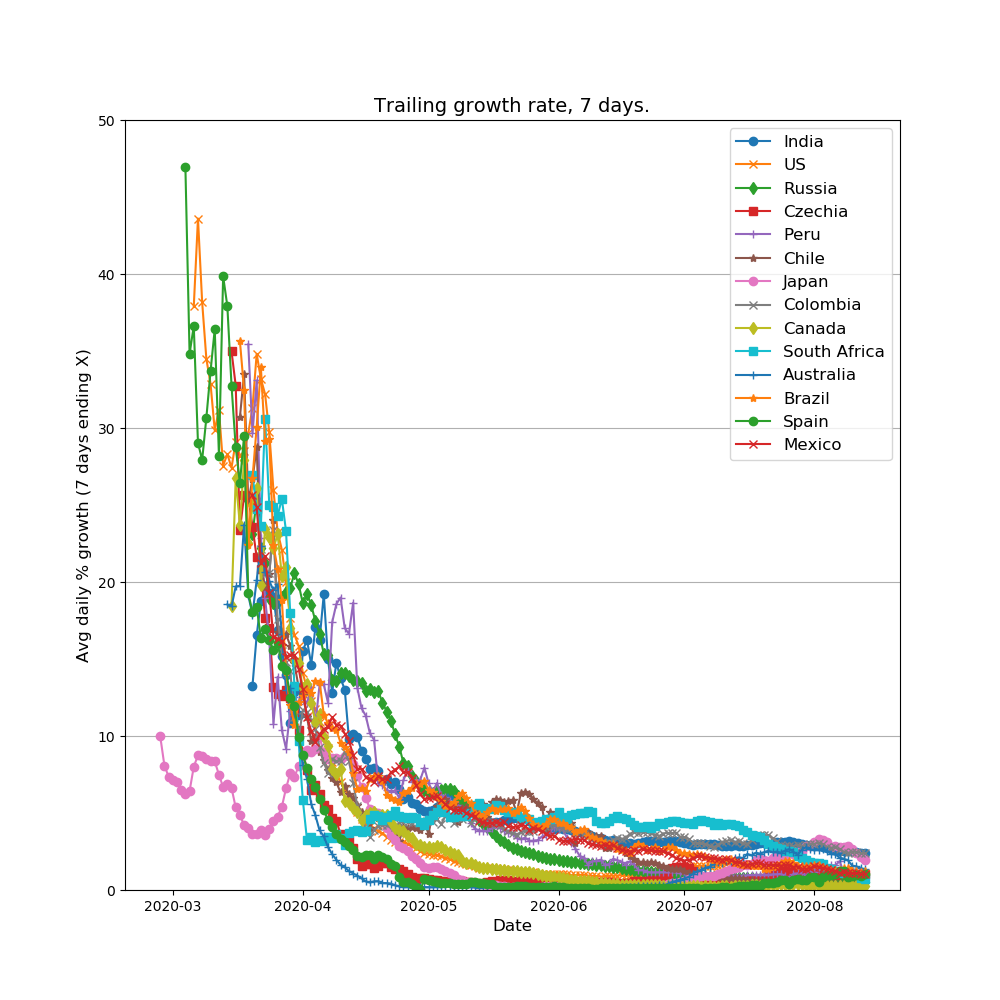 Trailing growth rate, 7 days.
50
40
30
20
10
0
Avg daily % growth (7 days ending X)
India
US
Russia
Czechia
Peru
Chile
Japan
Colombia
Canada
South Africa
Australia
Brazil
Spain
Mexico
2020-03 2020-04 2020-05 2020-06 2020-07 2020-08
Date